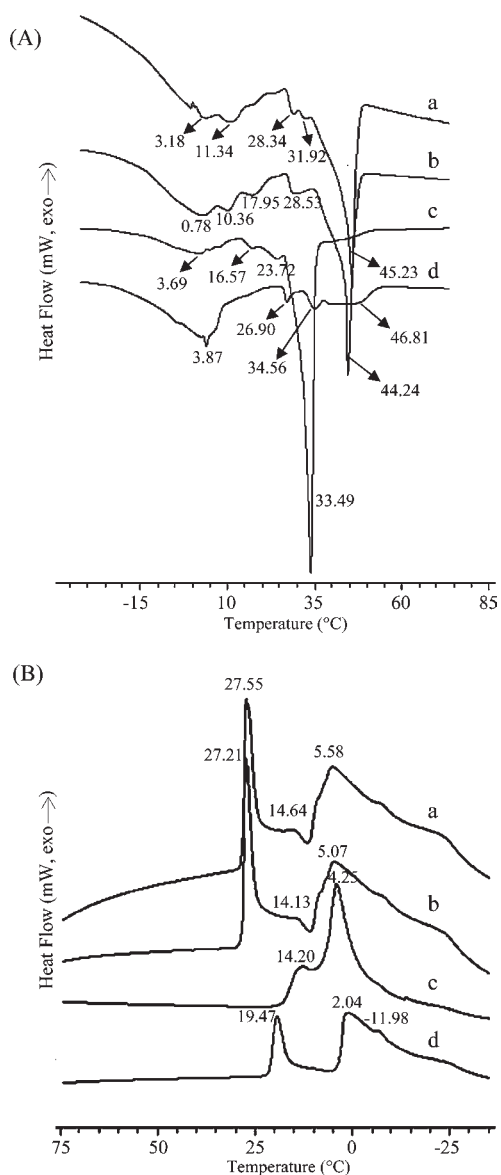 (A)
a
3.18
11.34
28.34
31.92
b
0.78
10.36
17.95
28.53
c
3.69
16.57
23.72
45.23
d
3.87
26.90
34.56
46.81
44.24
33.49
Heat Flow (mW, exo→)
-15 10 35 60 85
Temperature (°C)
(B)
27.55
27.21
5.58
14.64
a
5.07
14.13
4.25
b
14.20
c
19.47
2.04
-11.98
d
Heat Flow (mW, exo→)
75 50 25 0 -25
Temperature (°C)